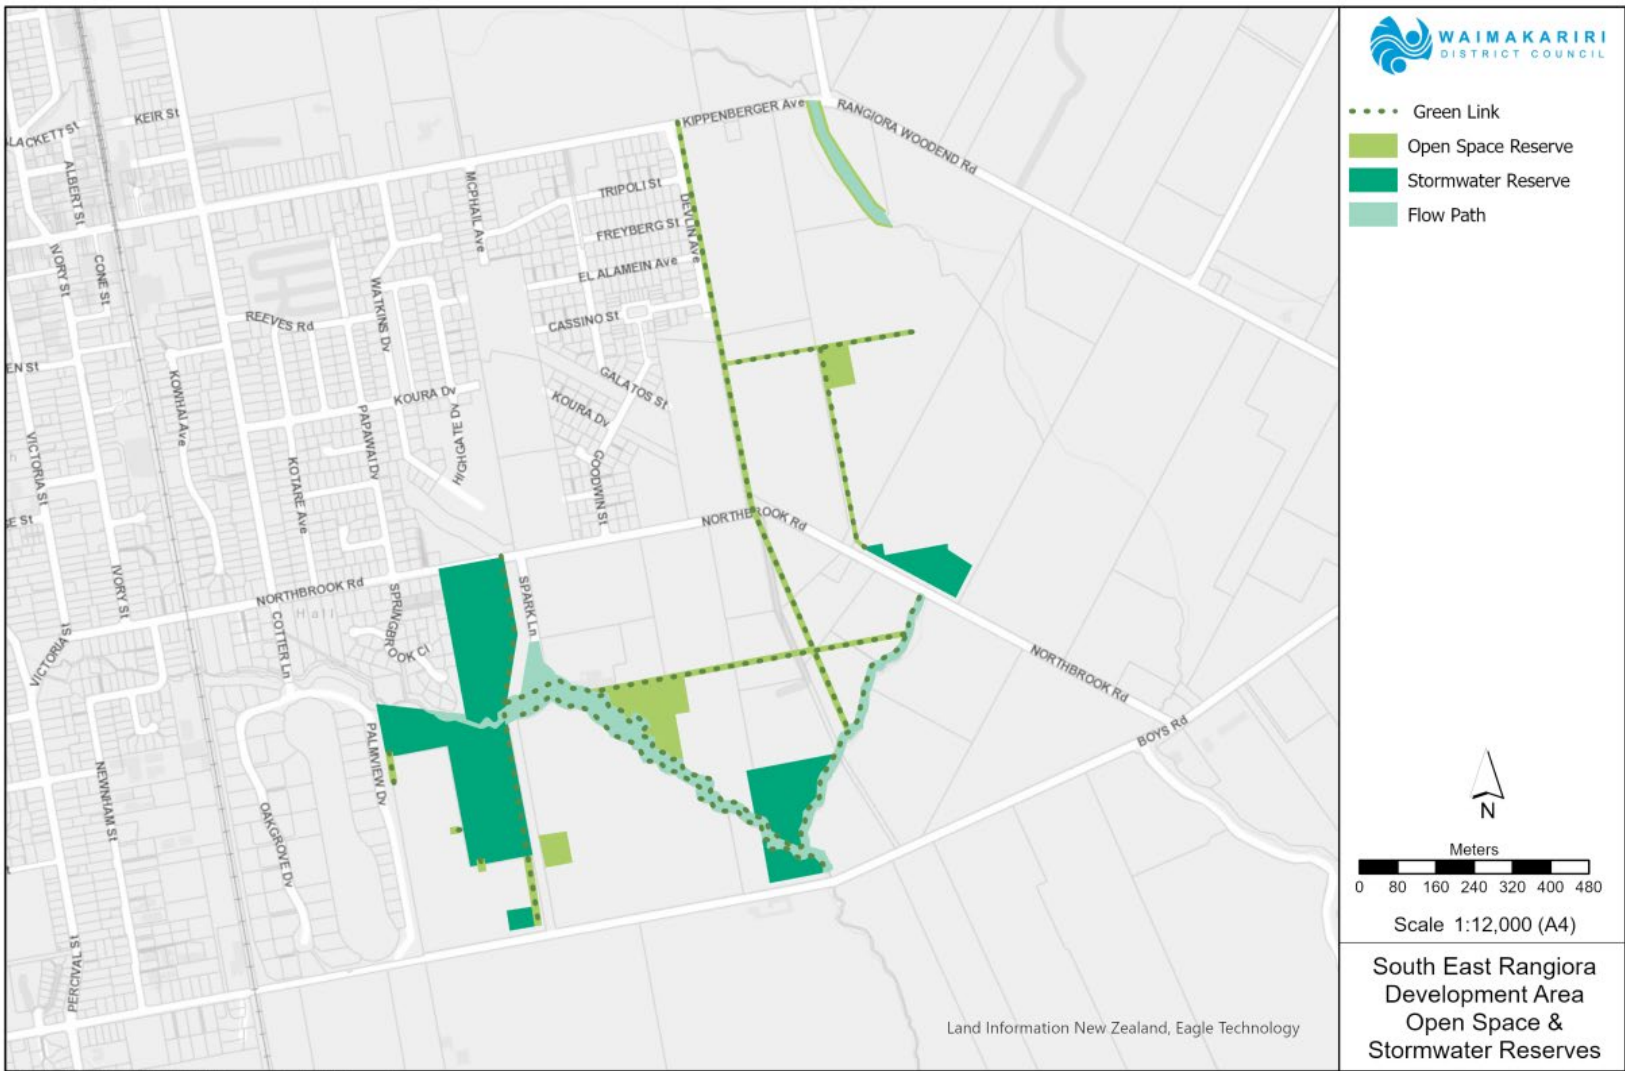 WAIMAKARIRI
DISTRICT COUNCIL
Green Link
Open Space Reserve
Stormwater Reserve
Flow Path
KIPPENBERGER Ave
RANGIORA WOODEND Rd
KEIR St
ALBERT St
MCPHAIL Ave
TRIPOLI St
DEVLIN Ave
FREYBERG St
IVORY St
CONE St
EL ALAMEIN Ave
WATKINS Dv
REEVES Rd
CASSINO St
EN St
KOWHAI Ave
GALATOS St
KOURA Dv
KOURA Dv
PAPAWAI Dv
HIGHGATE Dv
VICTORIA St
KOTARE Ave
GOODWIN St
NORTHBROOK Rd
IVORY St
NORTHBROOK Rd
Hall
SPRINGBROOK Cl
SPARK Ln
COTTER Ln
VICTORIA St
NORTHBROOK Rd
BOYS Rd
PALMVIEW Dv
NEWNHAM St
OAKGROVE Dv
PERCIVAL St
N
Meters
0 80 160 240 320 400 480
Scale 1:12,000 (A4)
South East Rangiora
Development Area
Open Space &
Stormwater Reserves
Land Information New Zealand, Eagle Technology